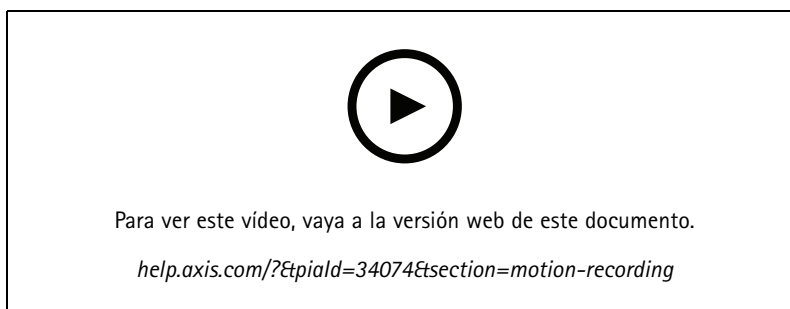 Para ver este vídeo, vaya a la versión web de este documento.
help.axis.com/?&piaId=34074&section=motion-recording